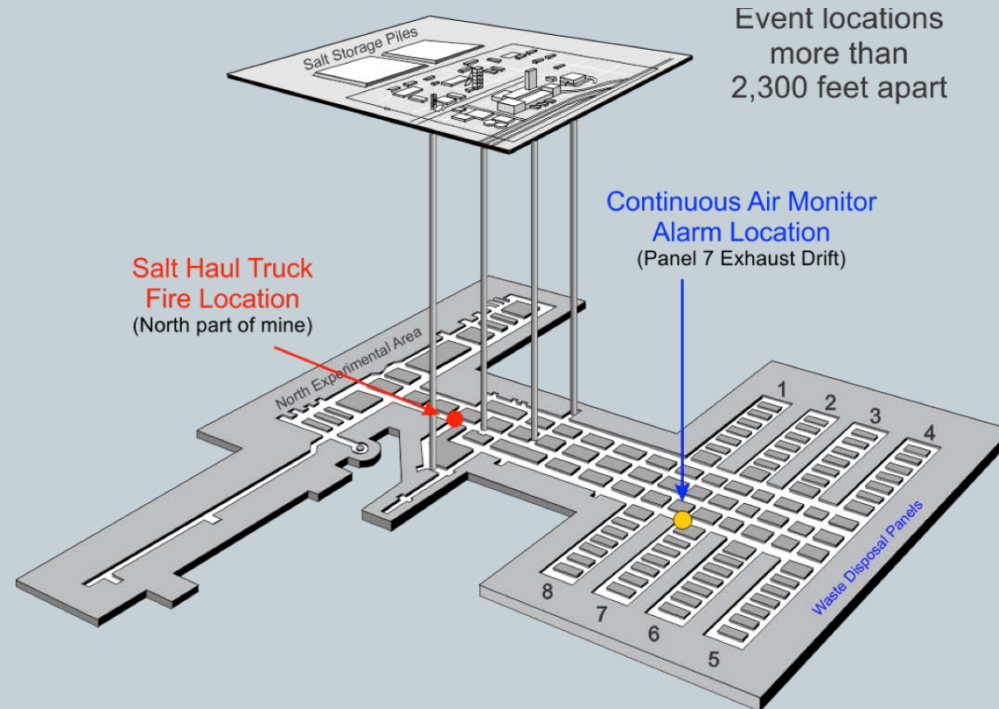 Event locations
more than
2,300 feet apart
Salt Storage Piles
Continuous Air Monitor
Alarm Location
(Panel 7 Exhaust Drift)
Salt Haul Truck
Fire Location
(North part of mine)
North Experimental Area
1
2
3
4
Waste Disposal Panels
8
7
6
5